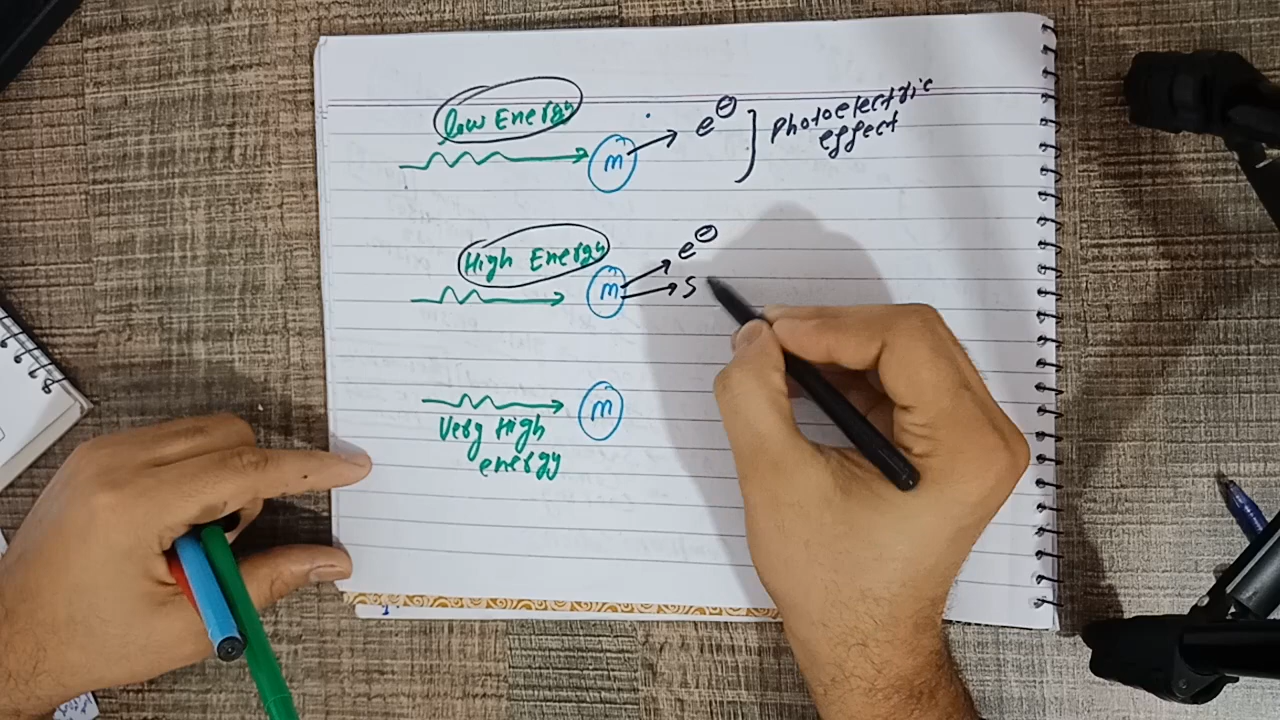 low Energy
m → e⊖ ] Photoelectric
effect
High Energy
e⊖
m → s
m
Very High
energy